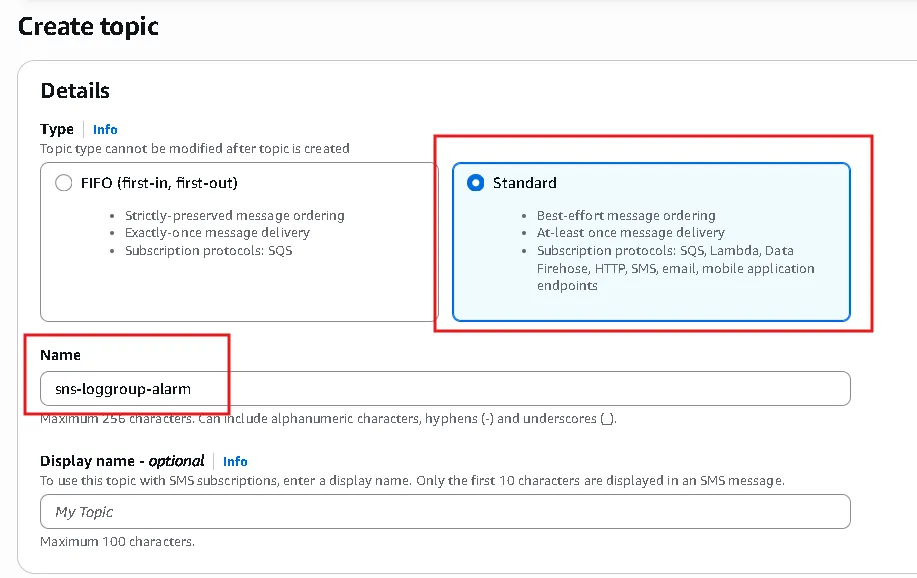 Create topic
Details
Type Info
Topic type cannot be modified after topic is created
FIFO (first-in, first-out)
• Strictly-preserved message ordering
• Exactly-once message delivery
• Subscription protocols: SQS
Standard
• Best-effort message ordering
• At-least once message delivery
• Subscription protocols: SQS, Lambda, Data
Firehose, HTTP, SMS, email, mobile application
endpoints
Name
sns-loggroup-alarm
Maximum 256 characters. Can include alphanumeric characters, hyphens (-) and underscores (_).
Display name - optional Info
To use this topic with SMS subscriptions, enter a display name. Only the first 10 characters are displayed in an SMS message.
My Topic
Maximum 100 characters.